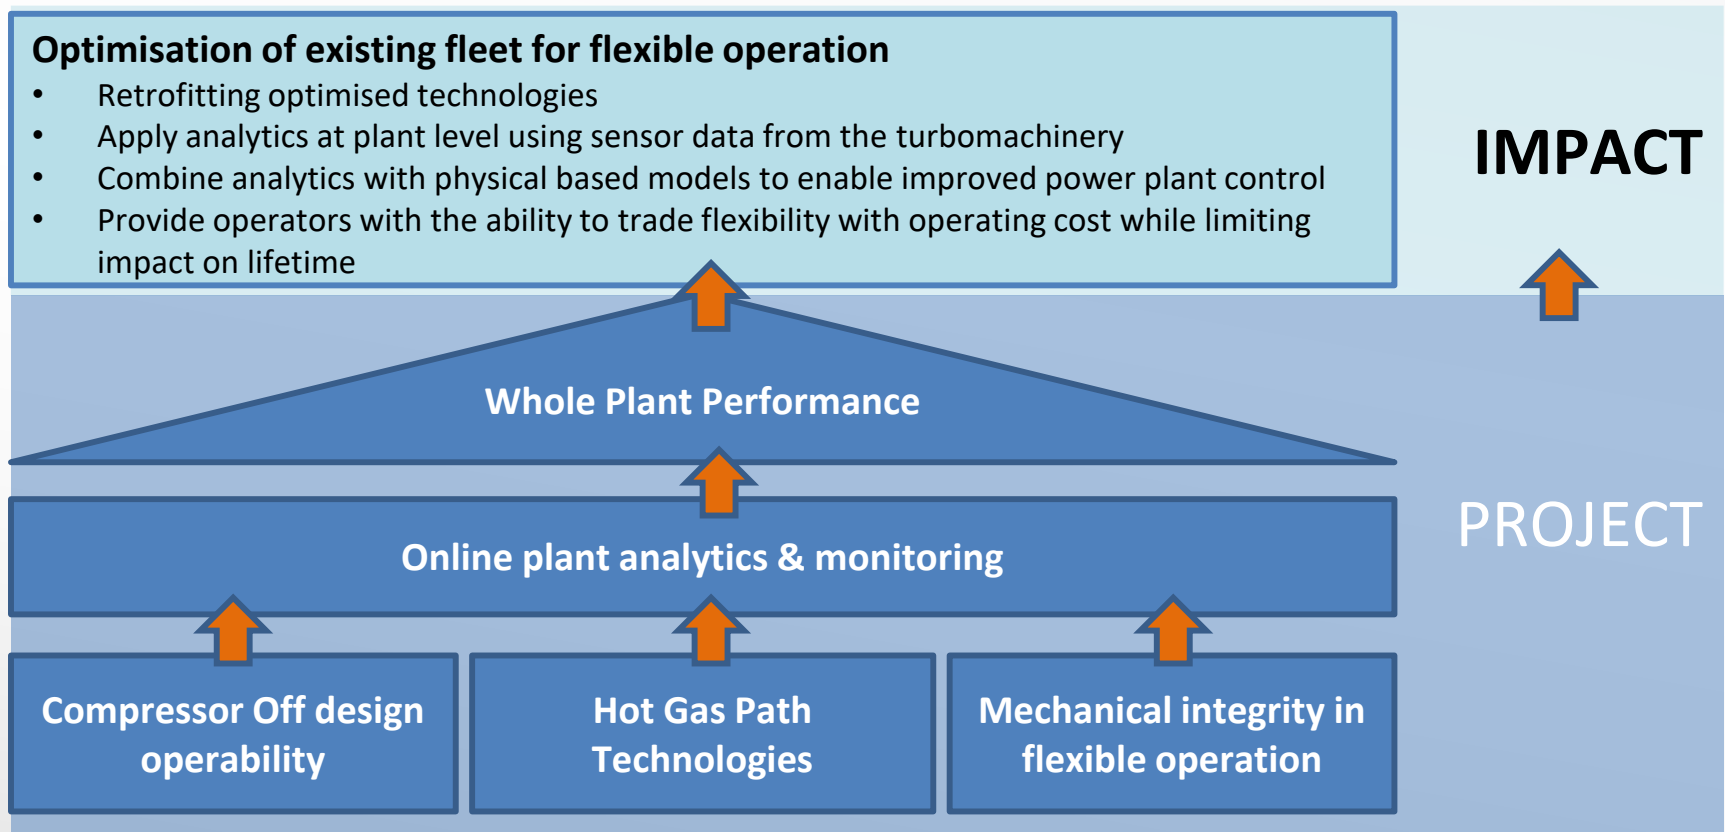 Optimisation of existing fleet for flexible operation
• Retrofitting optimised technologies
• Apply analytics at plant level using sensor data from the turbomachinery
• Combine analytics with physical based models to enable improved power plant control
• Provide operators with the ability to trade flexibility with operating cost while limiting
impact on lifetime
IMPACT
Whole Plant Performance
PROJECT
Online plant analytics & monitoring
Compressor Off design
operability
Hot Gas Path
Technologies
Mechanical integrity in
flexible operation